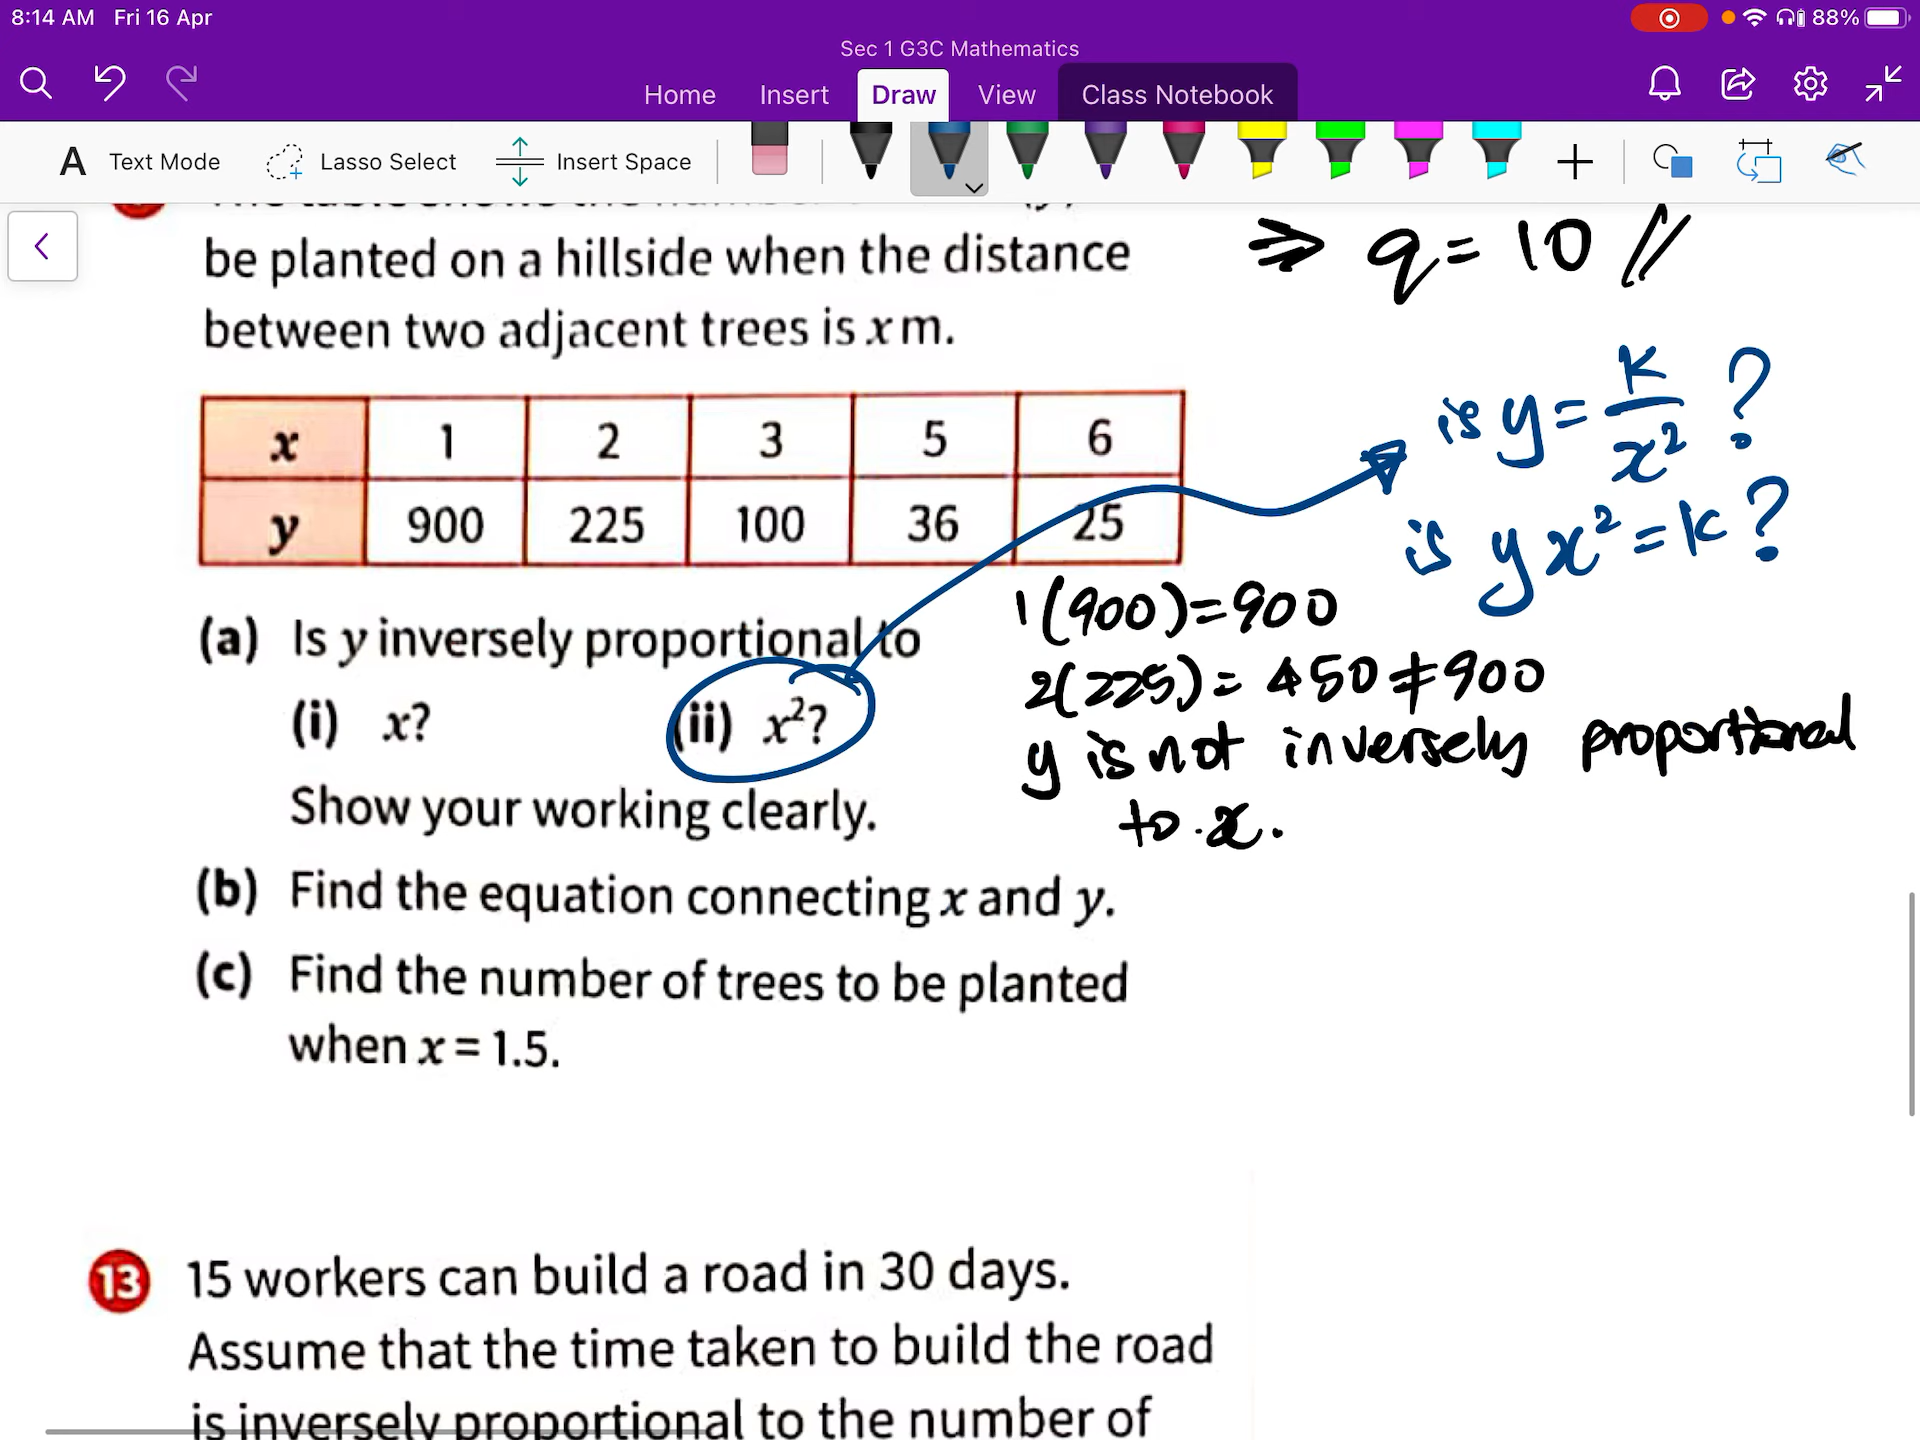 8:14 AM Fri 16 Apr
88%
Sec 1 G3C Mathematics
Home Insert Draw View Class Notebook
A Text Mode Lasso Select Insert Space
be planted on a hillside when the distance
between two adjacent trees is x m.
⇒ q = 10 //
x 1 2 3 5 6
y 900 225 100 36 25
is y = k/x² ?
is yx² = k ?
(a) Is y inversely proportional to
(i) x? (ii) x²?
Show your working clearly.
1(900)=900
2(225)= 450≠900
y is not inversely proportional
to x.
(b) Find the equation connecting x and y.
(c) Find the number of trees to be planted
when x = 1.5.
13 15 workers can build a road in 30 days.
Assume that the time taken to build the road
is inversely proportional to the number of